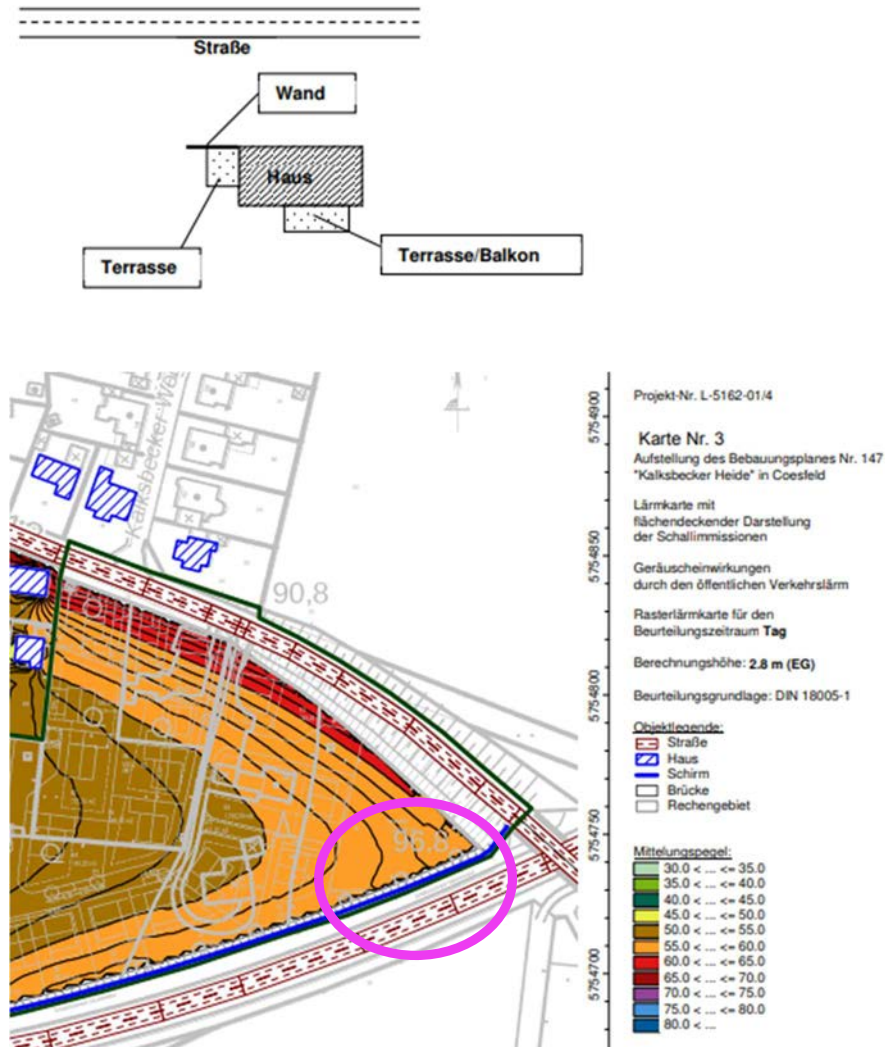 Straße
Wand
Haus
Terrasse
Terrasse/Balkon
90,8
96,8
5754900
5754850
5754800
5754750
5754700
Projekt-Nr. L-5162-01/4
Karte Nr. 3
Aufstellung des Bebauungsplanes Nr. 147
"Kalksbecker Heide" in Coesfeld
Lärmkarte mit
flächendeckender Darstellung
der Schallimmissionen
Geräuscheinwirkungen
durch den öffentlichen Verkehrslärm
Rasterlärmkarte für den
Beurteilungszeitraum Tag
Berechnungshöhe: 2.8 m (EG)
Beurteilungsgrundlage: DIN 18005-1
Objektlegende:
Straße
Haus
Schirm
Brücke
Rechengebiet
Mittelungspegel:
30.0 < ... <= 35.0
35.0 < ... <= 40.0
40.0 < ... <= 45.0
45.0 < ... <= 50.0
50.0 < ... <= 55.0
55.0 < ... <= 60.0
60.0 < ... <= 65.0
65.0 < ... <= 70.0
70.0 < ... <= 75.0
75.0 < ... <= 80.0
80.0 < ...